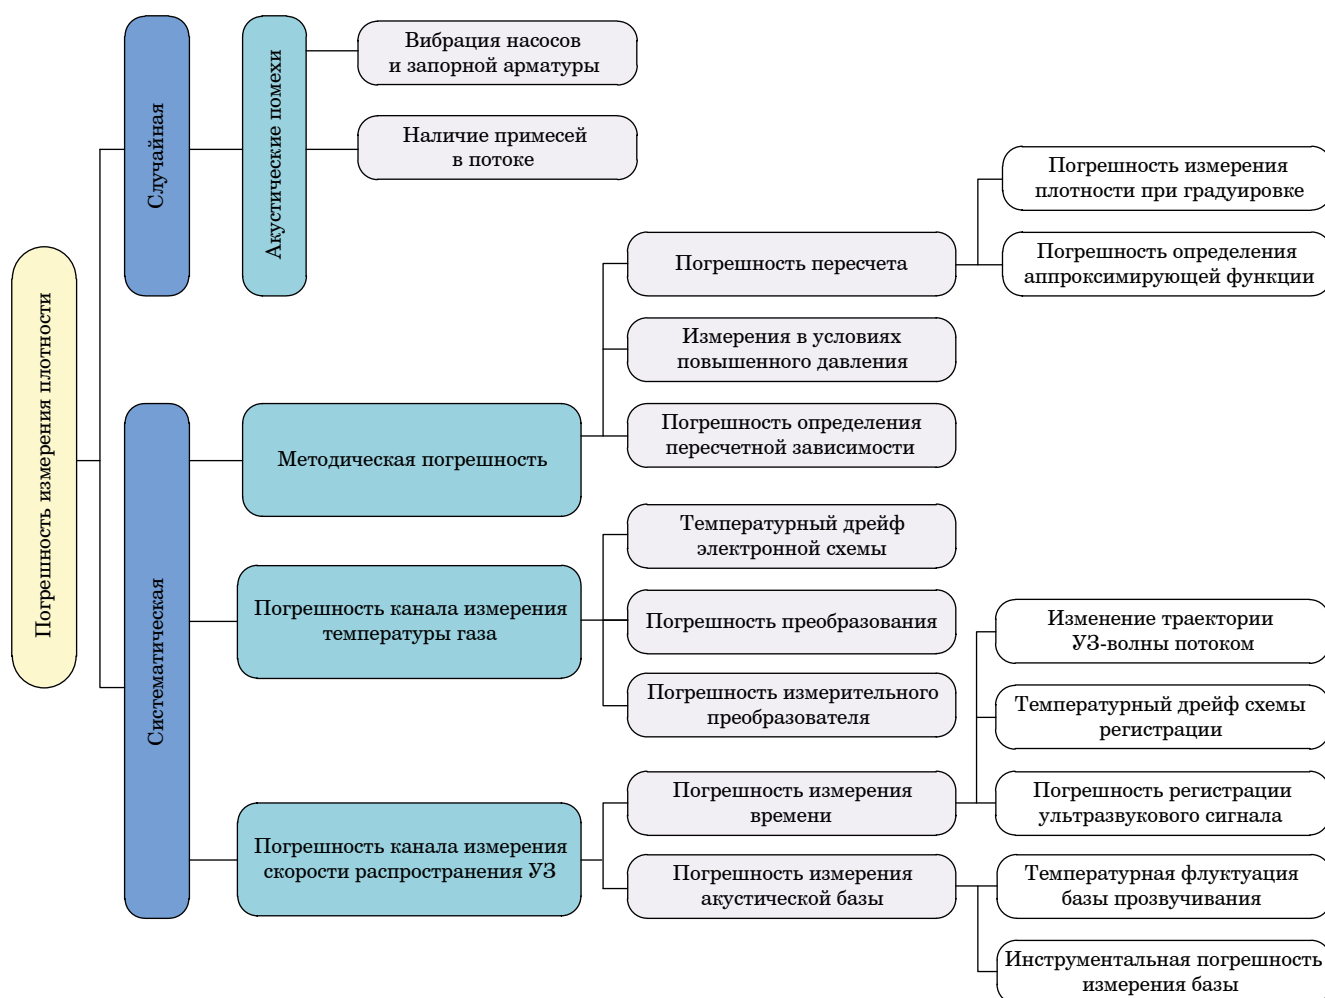 Погрешность измерения плотности
Случайная
Акустические помехи
Вибрация насосов
и запорной арматуры
Наличие примесей
в потоке
Систематическая
Методическая погрешность
Погрешность пересчета
Погрешность измерения
плотности при градуировке
Погрешность определения
аппроксимирующей функции
Измерения в условиях
повышенного давления
Погрешность определения
пересчетной зависимости
Погрешность канала измерения
температуры газа
Температурный дрейф
электронной схемы
Погрешность преобразования
Погрешность измерительного
преобразователя
Погрешность канала измерения
скорости распространения УЗ
Погрешность измерения
времени
Изменение траектории
УЗ-волны потоком
Температурный дрейф схемы
регистрации
Погрешность регистрации
ультразвукового сигнала
Погрешность измерения
акустической базы
Температурная флуктуация
базы прозвучивания
Инструментальная погрешность
измерения базы